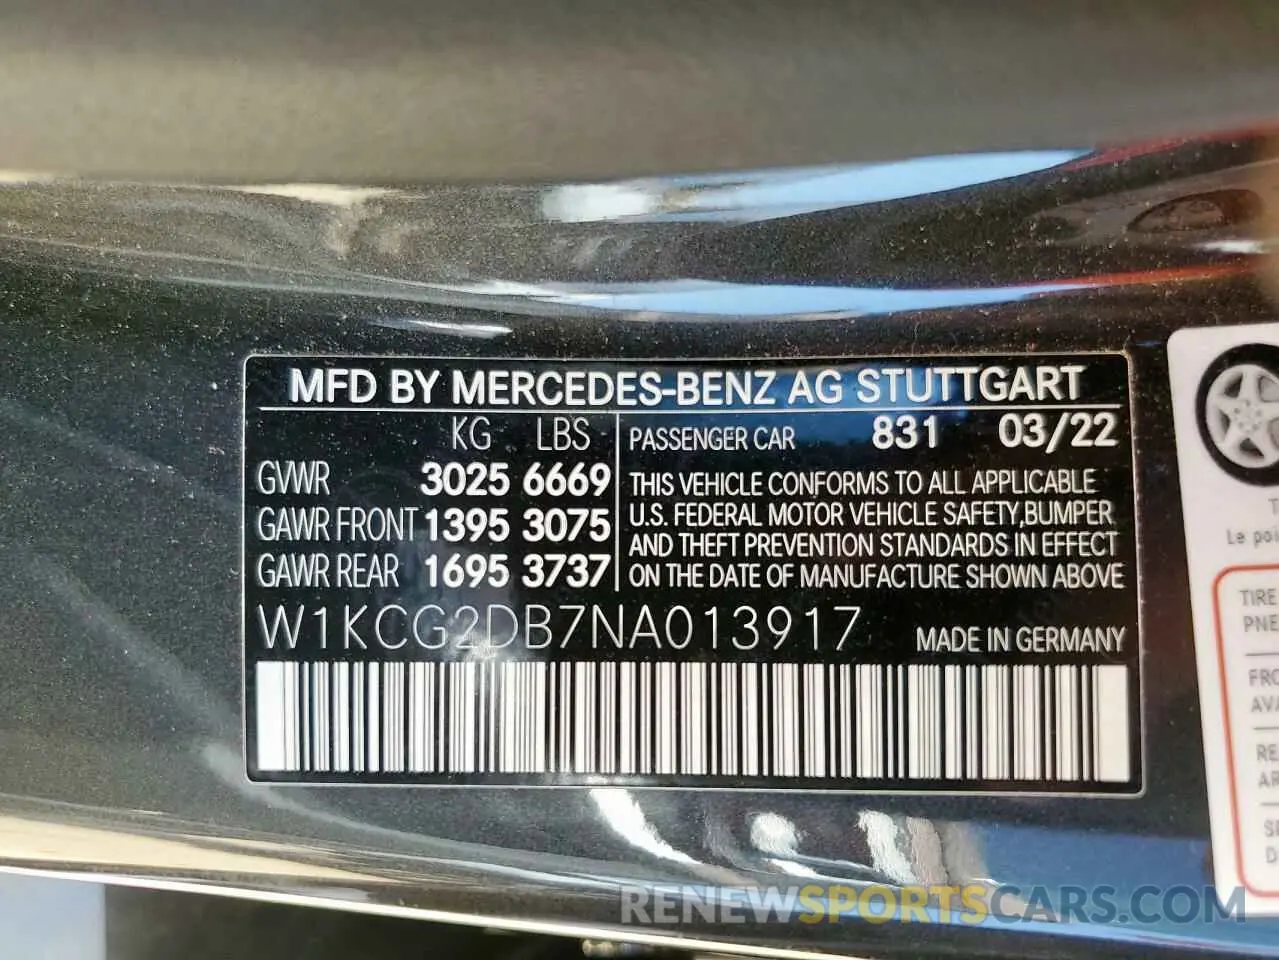 MFD BY MERCEDES-BENZ AG STUTTGART
KG LBS
GVWR 3025 6669
GAWR FRONT 1395 3075
GAWR REAR 1695 3737
PASSENGER CAR 831 03/22
THIS VEHICLE CONFORMS TO ALL APPLICABLE
U.S. FEDERAL MOTOR VEHICLE SAFETY,BUMPER
AND THEFT PREVENTION STANDARDS IN EFFECT
ON THE DATE OF MANUFACTURE SHOWN ABOVE
W1KCG2DB7NA013917 MADE IN GERMANY
Le
TIRE
RENEWSPORTSCARS.COM